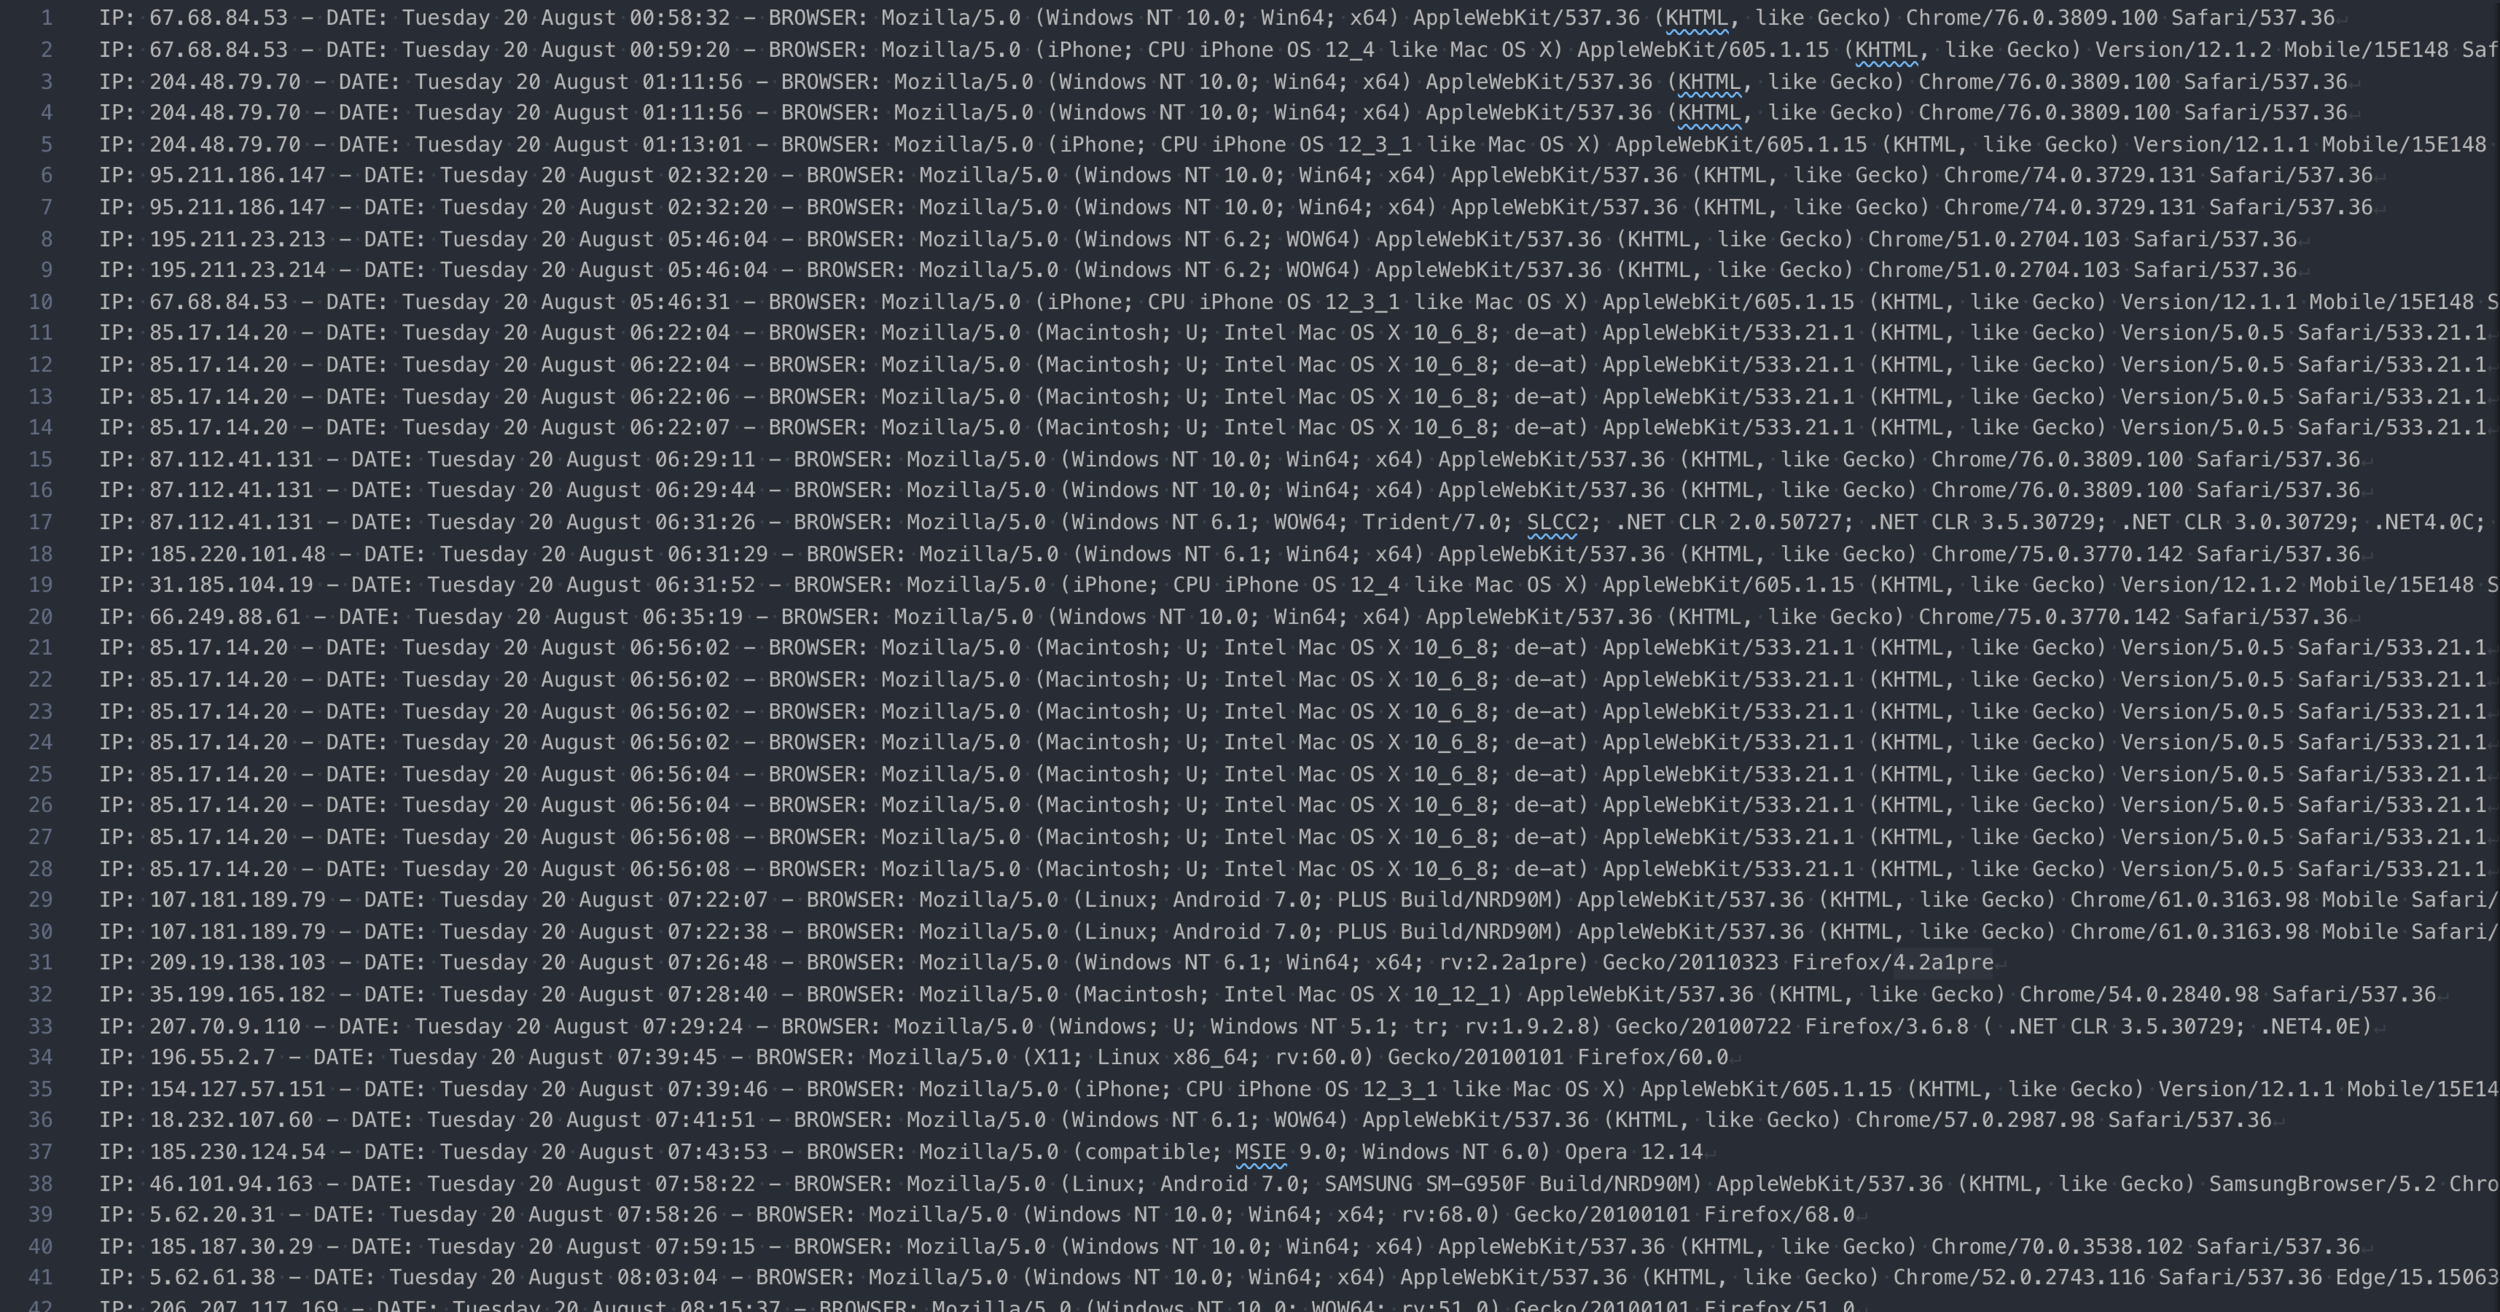 1 IP: 67.68.84.53 – DATE: Tuesday 20 August 00:58:32 – BROWSER: Mozilla/5.0 (Windows NT 10.0; Win64; x64) AppleWebKit/537.36 (KHTML, like Gecko) Chrome/76.0.3809.100 Safari/537.36
2 IP: 67.68.84.53 – DATE: Tuesday 20 August 00:59:20 – BROWSER: Mozilla/5.0 (iPhone; CPU iPhone OS 12_4 like Mac OS X) AppleWebKit/605.1.15 (KHTML, like Gecko) Version/12.1.2 Mobile/15E148 Saf
3 IP: 204.48.79.70 – DATE: Tuesday 20 August 01:11:56 – BROWSER: Mozilla/5.0 (Windows NT 10.0; Win64; x64) AppleWebKit/537.36 (KHTML, like Gecko) Chrome/76.0.3809.100 Safari/537.36
4 IP: 204.48.79.70 – DATE: Tuesday 20 August 01:11:56 – BROWSER: Mozilla/5.0 (Windows NT 10.0; Win64; x64) AppleWebKit/537.36 (KHTML, like Gecko) Chrome/76.0.3809.100 Safari/537.36
5 IP: 204.48.79.70 – DATE: Tuesday 20 August 01:13:01 – BROWSER: Mozilla/5.0 (iPhone; CPU iPhone OS 12_3_1 like Mac OS X) AppleWebKit/605.1.15 (KHTML, like Gecko) Version/12.1.1 Mobile/15E148
6 IP: 95.211.186.147 – DATE: Tuesday 20 August 02:32:20 – BROWSER: Mozilla/5.0 (Windows NT 10.0; Win64; x64) AppleWebKit/537.36 (KHTML, like Gecko) Chrome/74.0.3729.131 Safari/537.36
7 IP: 95.211.186.147 – DATE: Tuesday 20 August 02:32:20 – BROWSER: Mozilla/5.0 (Windows NT 10.0; Win64; x64) AppleWebKit/537.36 (KHTML, like Gecko) Chrome/74.0.3729.131 Safari/537.36
8 IP: 195.211.23.213 – DATE: Tuesday 20 August 05:46:04 – BROWSER: Mozilla/5.0 (Windows NT 6.2; WOW64) AppleWebKit/537.36 (KHTML, like Gecko) Chrome/51.0.2704.103 Safari/537.36
9 IP: 195.211.23.214 – DATE: Tuesday 20 August 05:46:04 – BROWSER: Mozilla/5.0 (Windows NT 6.2; WOW64) AppleWebKit/537.36 (KHTML, like Gecko) Chrome/51.0.2704.103 Safari/537.36
10 IP: 67.68.84.53 – DATE: Tuesday 20 August 05:46:31 – BROWSER: Mozilla/5.0 (iPhone; CPU iPhone OS 12_3_1 like Mac OS X) AppleWebKit/605.1.15 (KHTML, like Gecko) Version/12.1.1 Mobile/15E148 S
11 IP: 85.17.14.20 – DATE: Tuesday 20 August 06:22:04 – BROWSER: Mozilla/5.0 (Macintosh; U; Intel Mac OS X 10_6_8; de-at) AppleWebKit/533.21.1 (KHTML, like Gecko) Version/5.0.5 Safari/533.21.1
12 IP: 85.17.14.20 – DATE: Tuesday 20 August 06:22:04 – BROWSER: Mozilla/5.0 (Macintosh; U; Intel Mac OS X 10_6_8; de-at) AppleWebKit/533.21.1 (KHTML, like Gecko) Version/5.0.5 Safari/533.21.1
13 IP: 85.17.14.20 – DATE: Tuesday 20 August 06:22:06 – BROWSER: Mozilla/5.0 (Macintosh; U; Intel Mac OS X 10_6_8; de-at) AppleWebKit/533.21.1 (KHTML, like Gecko) Version/5.0.5 Safari/533.21.1
14 IP: 85.17.14.20 – DATE: Tuesday 20 August 06:22:07 – BROWSER: Mozilla/5.0 (Macintosh; U; Intel Mac OS X 10_6_8; de-at) AppleWebKit/533.21.1 (KHTML, like Gecko) Version/5.0.5 Safari/533.21.1
15 IP: 87.112.41.131 – DATE: Tuesday 20 August 06:29:11 – BROWSER: Mozilla/5.0 (Windows NT 10.0; Win64; x64) AppleWebKit/537.36 (KHTML, like Gecko) Chrome/76.0.3809.100 Safari/537.36
16 IP: 87.112.41.131 – DATE: Tuesday 20 August 06:29:44 – BROWSER: Mozilla/5.0 (Windows NT 10.0; Win64; x64) AppleWebKit/537.36 (KHTML, like Gecko) Chrome/76.0.3809.100 Safari/537.36
17 IP: 87.112.41.131 – DATE: Tuesday 20 August 06:31:26 – BROWSER: Mozilla/5.0 (Windows NT 6.1; WOW64; Trident/7.0; SLCC2; .NET CLR 2.0.50727; .NET CLR 3.5.30729; .NET CLR 3.0.30729; .NET4.0C;
18 IP: 185.220.101.48 – DATE: Tuesday 20 August 06:31:29 – BROWSER: Mozilla/5.0 (Windows NT 6.1; Win64; x64) AppleWebKit/537.36 (KHTML, like Gecko) Chrome/75.0.3770.142 Safari/537.36
19 IP: 31.185.104.19 – DATE: Tuesday 20 August 06:31:52 – BROWSER: Mozilla/5.0 (iPhone; CPU iPhone OS 12_4 like Mac OS X) AppleWebKit/605.1.15 (KHTML, like Gecko) Version/12.1.2 Mobile/15E148 S
20 IP: 66.249.88.61 – DATE: Tuesday 20 August 06:35:19 – BROWSER: Mozilla/5.0 (Windows NT 10.0; Win64; x64) AppleWebKit/537.36 (KHTML, like Gecko) Chrome/75.0.3770.142 Safari/537.36
21 IP: 85.17.14.20 – DATE: Tuesday 20 August 06:56:02 – BROWSER: Mozilla/5.0 (Macintosh; U; Intel Mac OS X 10_6_8; de-at) AppleWebKit/533.21.1 (KHTML, like Gecko) Version/5.0.5 Safari/533.21.1
22 IP: 85.17.14.20 – DATE: Tuesday 20 August 06:56:02 – BROWSER: Mozilla/5.0 (Macintosh; U; Intel Mac OS X 10_6_8; de-at) AppleWebKit/533.21.1 (KHTML, like Gecko) Version/5.0.5 Safari/533.21.1
23 IP: 85.17.14.20 – DATE: Tuesday 20 August 06:56:02 – BROWSER: Mozilla/5.0 (Macintosh; U; Intel Mac OS X 10_6_8; de-at) AppleWebKit/533.21.1 (KHTML, like Gecko) Version/5.0.5 Safari/533.21.1
24 IP: 85.17.14.20 – DATE: Tuesday 20 August 06:56:02 – BROWSER: Mozilla/5.0 (Macintosh; U; Intel Mac OS X 10_6_8; de-at) AppleWebKit/533.21.1 (KHTML, like Gecko) Version/5.0.5 Safari/533.21.1
25 IP: 85.17.14.20 – DATE: Tuesday 20 August 06:56:04 – BROWSER: Mozilla/5.0 (Macintosh; U; Intel Mac OS X 10_6_8; de-at) AppleWebKit/533.21.1 (KHTML, like Gecko) Version/5.0.5 Safari/533.21.1
26 IP: 85.17.14.20 – DATE: Tuesday 20 August 06:56:04 – BROWSER: Mozilla/5.0 (Macintosh; U; Intel Mac OS X 10_6_8; de-at) AppleWebKit/533.21.1 (KHTML, like Gecko) Version/5.0.5 Safari/533.21.1
27 IP: 85.17.14.20 – DATE: Tuesday 20 August 06:56:08 – BROWSER: Mozilla/5.0 (Macintosh; U; Intel Mac OS X 10_6_8; de-at) AppleWebKit/533.21.1 (KHTML, like Gecko) Version/5.0.5 Safari/533.21.1
28 IP: 85.17.14.20 – DATE: Tuesday 20 August 06:56:08 – BROWSER: Mozilla/5.0 (Macintosh; U; Intel Mac OS X 10_6_8; de-at) AppleWebKit/533.21.1 (KHTML, like Gecko) Version/5.0.5 Safari/533.21.1
29 IP: 107.181.189.79 – DATE: Tuesday 20 August 07:22:07 – BROWSER: Mozilla/5.0 (Linux; Android 7.0; PLUS Build/NRD90M) AppleWebKit/537.36 (KHTML, like Gecko) Chrome/61.0.3163.98 Mobile Safari/
30 IP: 107.181.189.79 – DATE: Tuesday 20 August 07:22:38 – BROWSER: Mozilla/5.0 (Linux; Android 7.0; PLUS Build/NRD90M) AppleWebKit/537.36 (KHTML, like Gecko) Chrome/61.0.3163.98 Mobile Safari/
31 IP: 209.19.138.103 – DATE: Tuesday 20 August 07:26:48 – BROWSER: Mozilla/5.0 (Windows NT 6.1; Win64; x64; rv:2.2a1pre) Gecko/20110323 Firefox/4.2a1pre
32 IP: 35.199.165.182 – DATE: Tuesday 20 August 07:28:40 – BROWSER: Mozilla/5.0 (Macintosh; Intel Mac OS X 10_12_1) AppleWebKit/537.36 (KHTML, like Gecko) Chrome/54.0.2840.98 Safari/537.36
33 IP: 207.70.9.110 – DATE: Tuesday 20 August 07:29:24 – BROWSER: Mozilla/5.0 (Windows; U; Windows NT 5.1; tr; rv:1.9.2.8) Gecko/20100722 Firefox/3.6.8 ( .NET CLR 3.5.30729; .NET4.0E)
34 IP: 196.55.2.7 – DATE: Tuesday 20 August 07:39:45 – BROWSER: Mozilla/5.0 (X11; Linux x86_64; rv:60.0) Gecko/20100101 Firefox/60.0
35 IP: 154.127.57.151 – DATE: Tuesday 20 August 07:39:46 – BROWSER: Mozilla/5.0 (iPhone; CPU iPhone OS 12_3_1 like Mac OS X) AppleWebKit/605.1.15 (KHTML, like Gecko) Version/12.1.1 Mobile/15E14
36 IP: 18.232.107.60 – DATE: Tuesday 20 August 07:41:51 – BROWSER: Mozilla/5.0 (Windows NT 6.1; WOW64) AppleWebKit/537.36 (KHTML, like Gecko) Chrome/57.0.2987.98 Safari/537.36
37 IP: 185.230.124.54 – DATE: Tuesday 20 August 07:43:53 – BROWSER: Mozilla/5.0 (compatible; MSIE 9.0; Windows NT 6.0) Opera 12.14
38 IP: 46.101.94.163 – DATE: Tuesday 20 August 07:58:22 – BROWSER: Mozilla/5.0 (Linux; Android 7.0; SAMSUNG SM-G950F Build/NRD90M) AppleWebKit/537.36 (KHTML, like Gecko) SamsungBrowser/5.2 Chro
39 IP: 5.62.20.31 – DATE: Tuesday 20 August 07:58:26 – BROWSER: Mozilla/5.0 (Windows NT 10.0; Win64; x64; rv:68.0) Gecko/20100101 Firefox/68.0
40 IP: 185.187.30.29 – DATE: Tuesday 20 August 07:59:15 – BROWSER: Mozilla/5.0 (Windows NT 10.0; Win64; x64) AppleWebKit/537.36 (KHTML, like Gecko) Chrome/70.0.3538.102 Safari/537.36
41 IP: 5.62.61.38 – DATE: Tuesday 20 August 08:03:04 – BROWSER: Mozilla/5.0 (Windows NT 10.0; Win64; x64) AppleWebKit/537.36 (KHTML, like Gecko) Chrome/52.0.2743.116 Safari/537.36 Edge/15.15063
42 IP: 206.207.117.169 – DATE: Tuesday 20 August 08:15:37 – BROWSER: Mozilla/5.0 (Windows NT 10.0; WOW64; rv:51.0) Gecko/20100101 Firefox/51.0